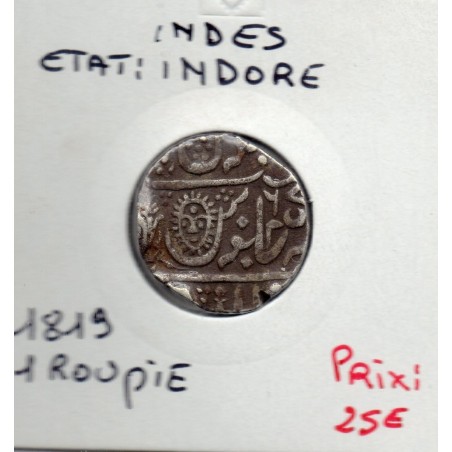 INDES
ETAT: INDORE
1819
1 ROUPIE
PRIX:
25€